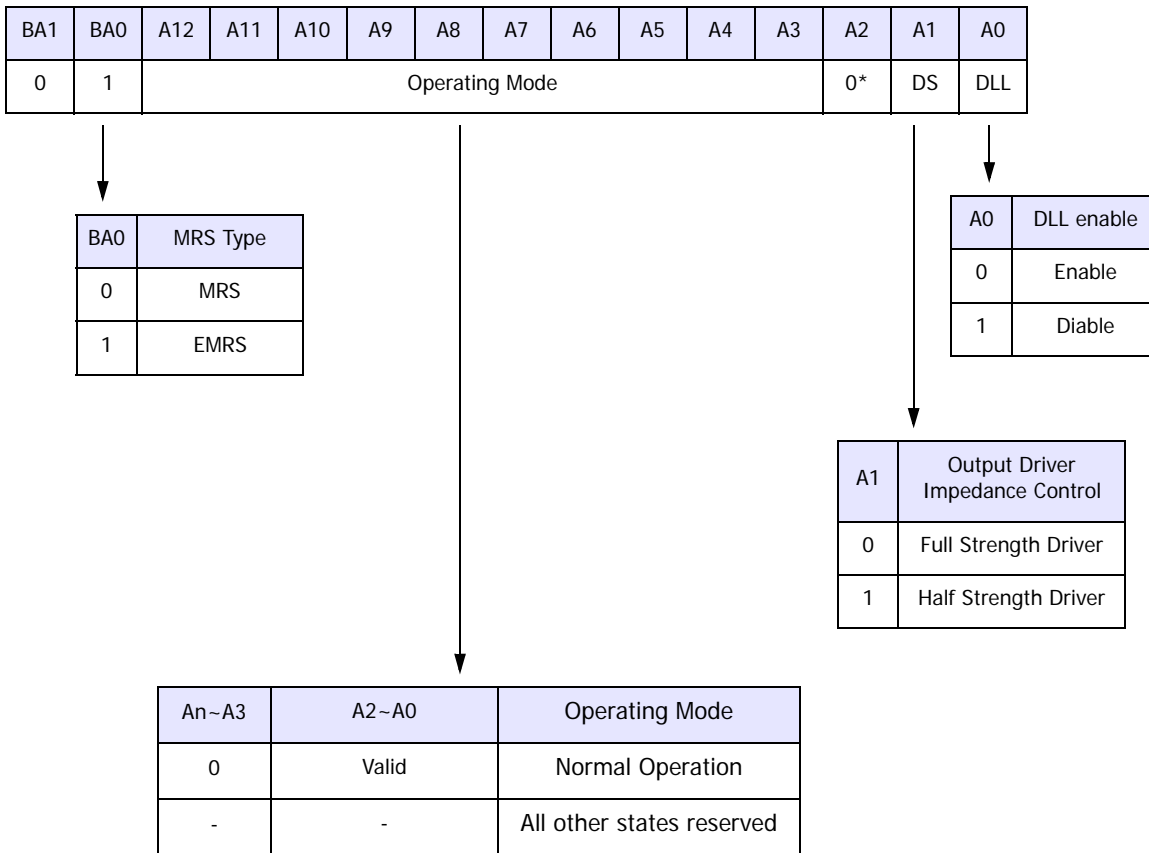 BA1 BA0 A12 A11 A10 A9 A8 A7 A6 A5 A4 A3 A2 A1 A0
0 1 Operating Mode 0* DS DLL
BA0 MRS Type
0 MRS
1 EMRS
A0 DLL enable
0 Enable
1 Diable
A1 Output Driver
Impedance Control
0 Full Strength Driver
1 Half Strength Driver
An~A3 A2~A0 Operating Mode
0 Valid Normal Operation
- - All other states reserved